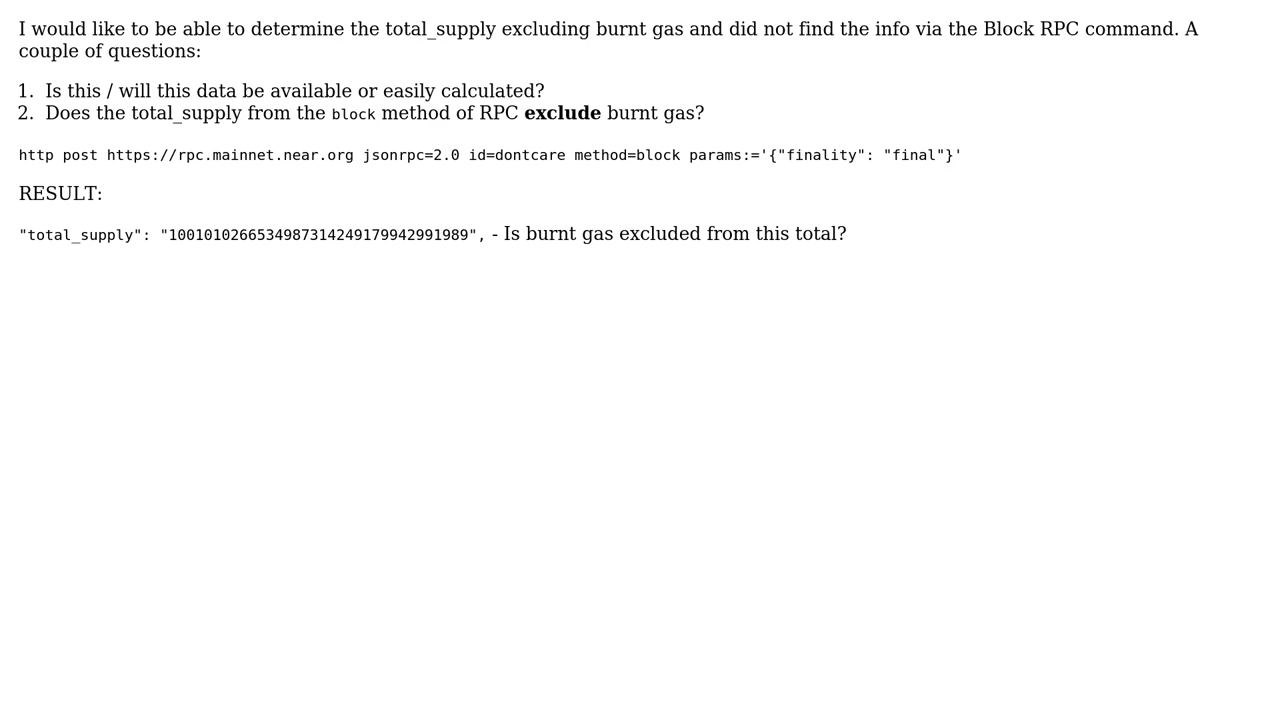 I would like to be able to determine the total_supply excluding burnt gas and did not find the info via the Block RPC command. A
couple of questions:
1. Is this / will this data be available or easily calculated?
2. Does the total_supply from the block method of RPC exclude burnt gas?
http post https://rpc.mainnet.near.org jsonrpc=2.0 id=dontcare method=block params:='{"finality": "final"}'
RESULT:
"total_supply": "1001010266534987314249179942991989", - Is burnt gas excluded from this total?